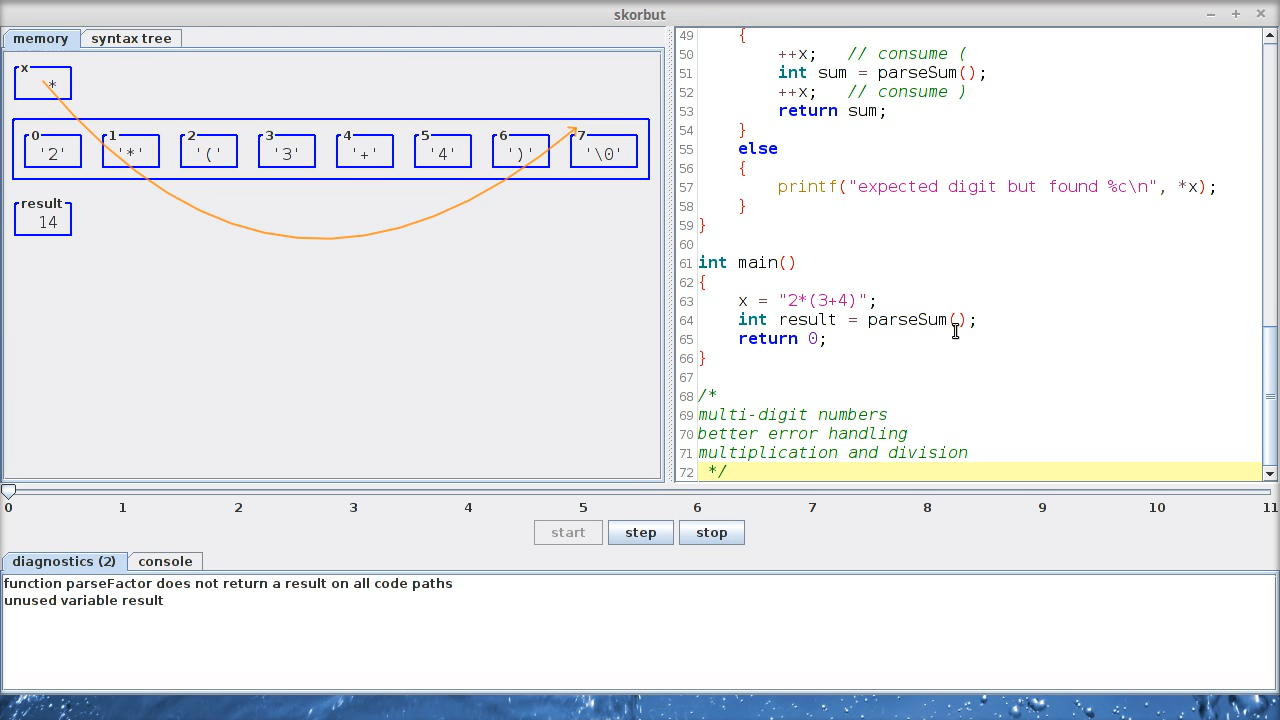 skorbut
memory syntax tree
x
*
0 1 2 3 4 5 6 7
'2' '*' '(' '3' '+' '4' ')' '\0'
result
14
49 {
50 ++x; // consume (
51 int sum = parseSum();
52 ++x; // consume )
53 return sum;
54 }
55 else
56 {
57 printf("expected digit but found %c\n", *x);
58 }
59 }
60
61 int main()
62 {
63 x = "2*(3+4)";
64 int result = parseSum();
65 return 0;
66 }
67
68 /*
69 multi-digit numbers
70 better error handling
71 multiplication and division
72 */
0 1 2 3 4 5 6 7 8 9 10 11
start step stop
diagnostics (2) console
function parseFactor does not return a result on all code paths
unused variable result